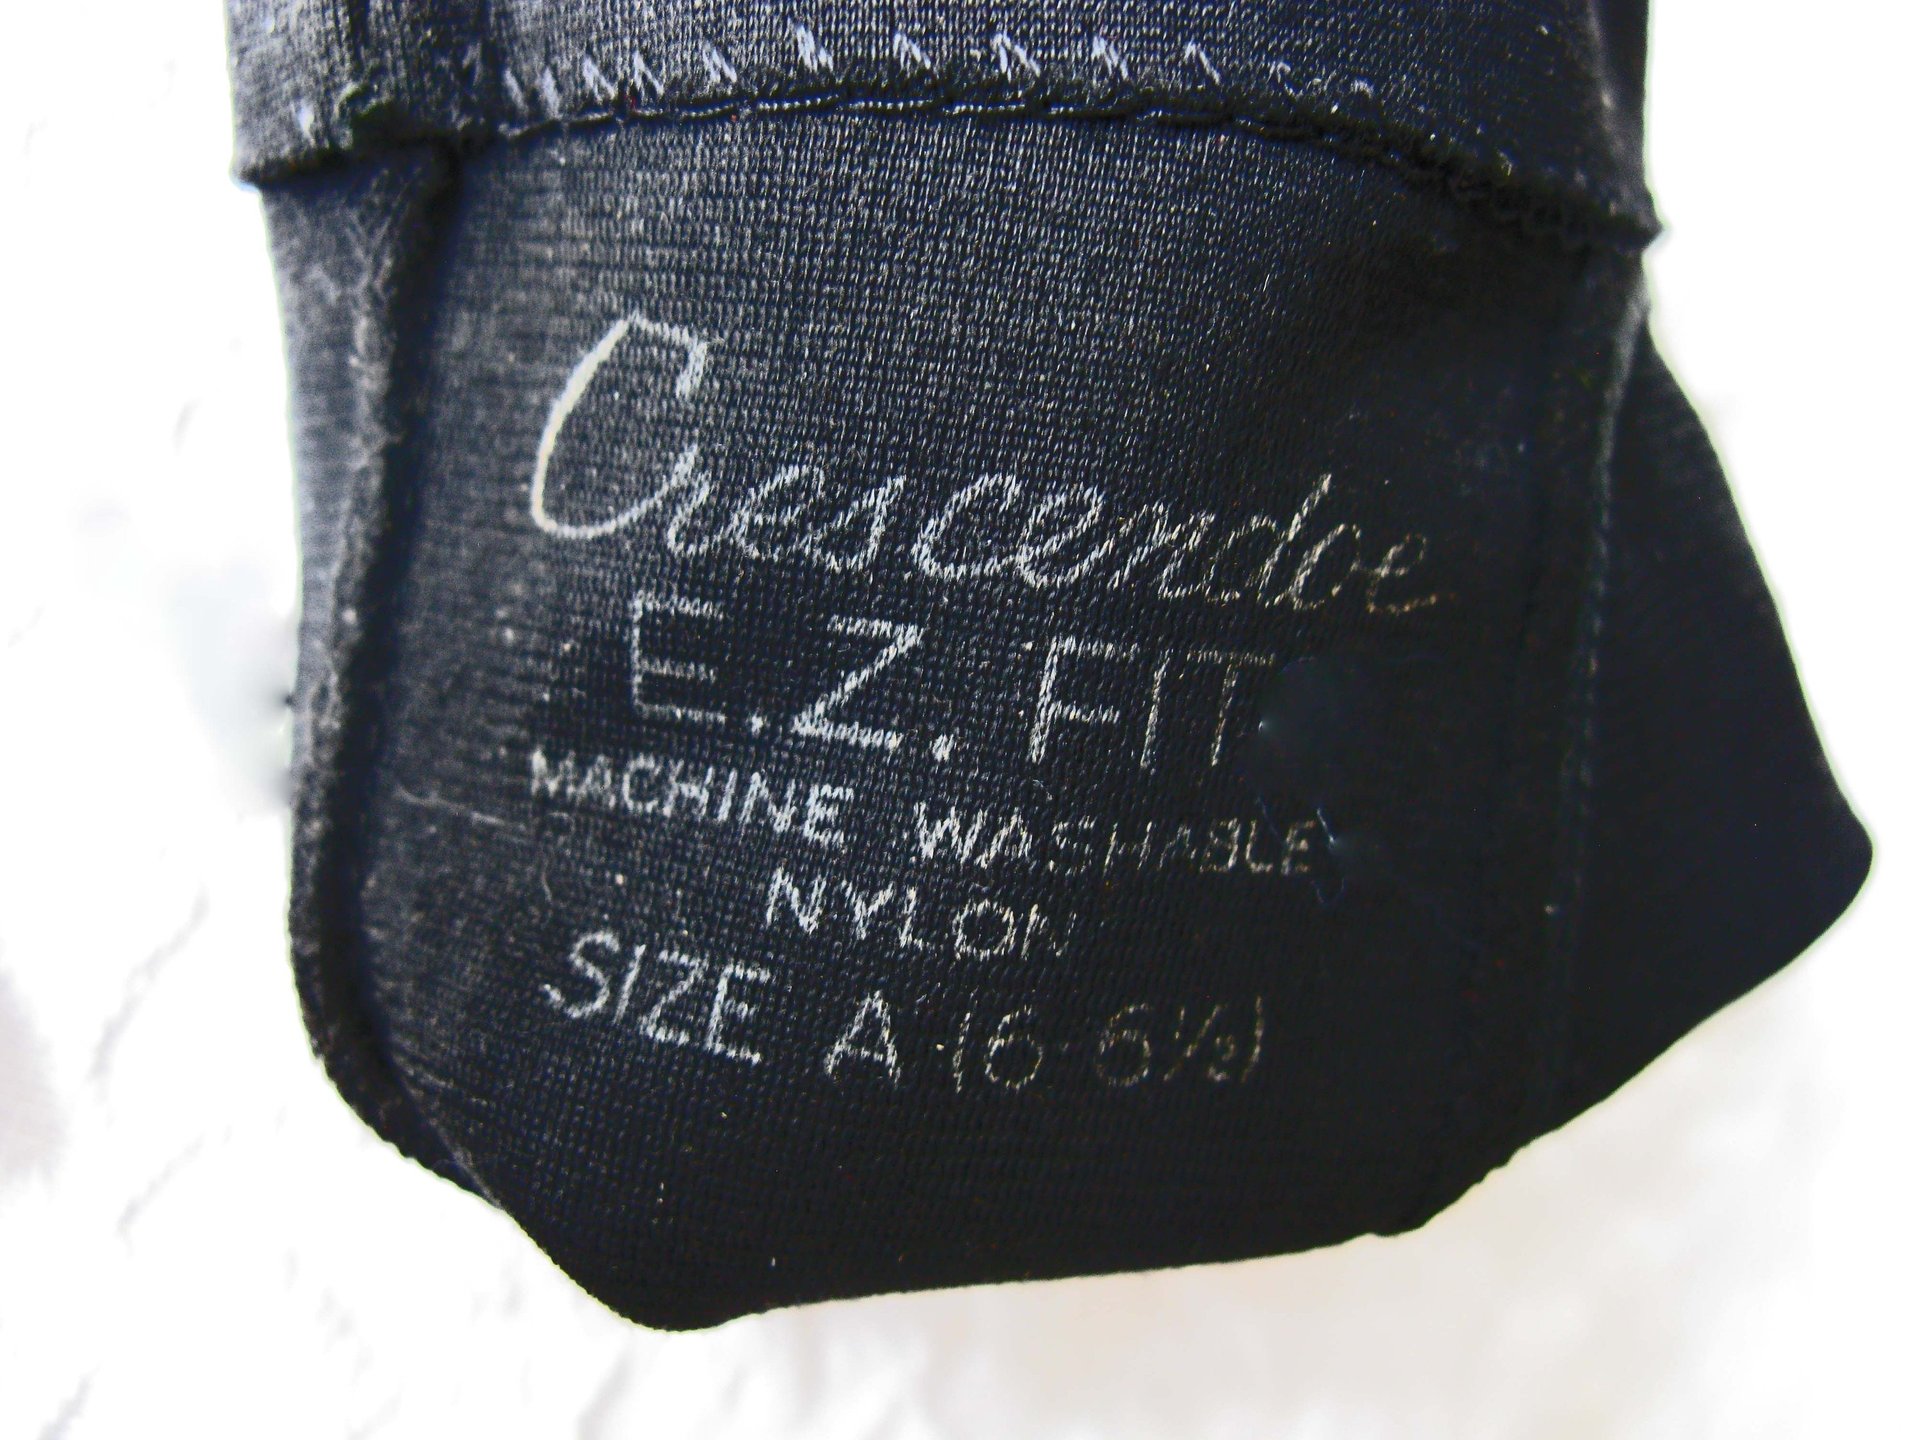 Crescendoe
E.Z. FIT
MACHINE WASHABLE
NYLON
SIZE A (6-6½)